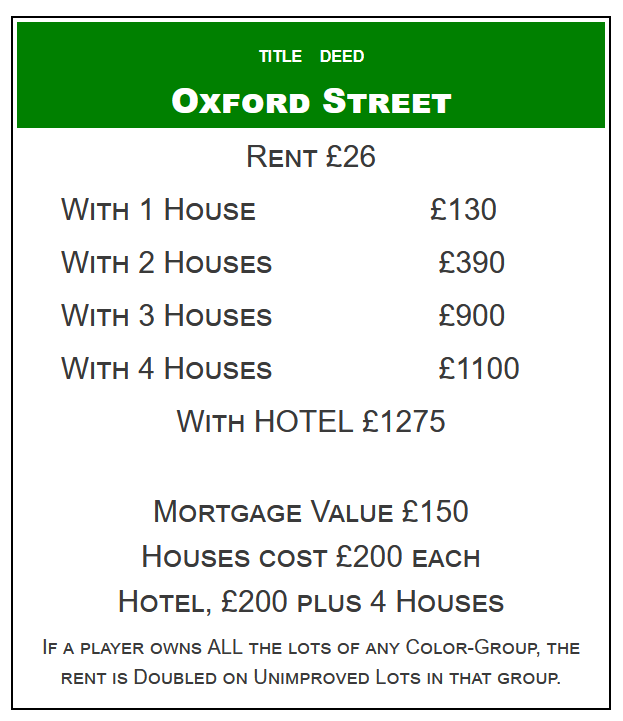 TITLE DEED
OXFORD STREET
RENT £26
WITH 1 HOUSE £130
WITH 2 HOUSES £390
WITH 3 HOUSES £900
WITH 4 HOUSES £1100
WITH HOTEL £1275
MORTGAGE VALUE £150
HOUSES COST £200 EACH
HOTEL, £200 PLUS 4 HOUSES
IF A PLAYER OWNS ALL THE LOTS OF ANY COLOR-GROUP, THE
RENT IS DOUBLED ON UNIMPROVED LOTS IN THAT GROUP.